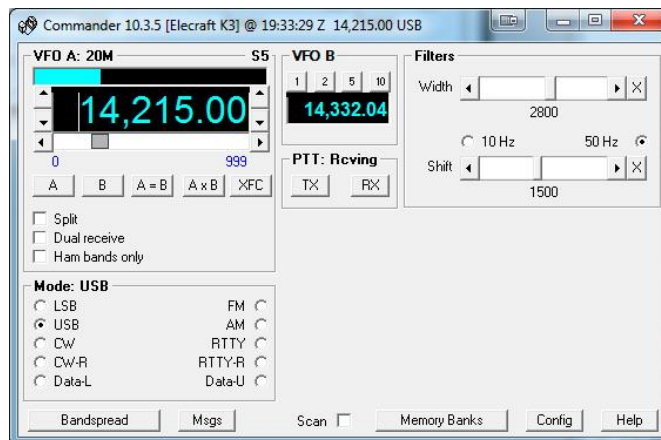 Commander 10.3.5 [Elecraft K3] @ 19:33:29 Z 14,215.00 USB
VFO A: 20M S5
14,215.00
0 999
A B A = B A x B XFC
Split
Dual receive
Ham bands only
Mode: USB
LSB FM
USB AM
CW RTTY
CW-R RTTY-R
Data-L Data-U
VFO B
1 2 5 10
14,332.04
PTT: Rcving
TX RX
Filters
Width X
2800
10 Hz 50 Hz
Shift X
1500
Bandspread Msgs Scan Memory Banks Config Help